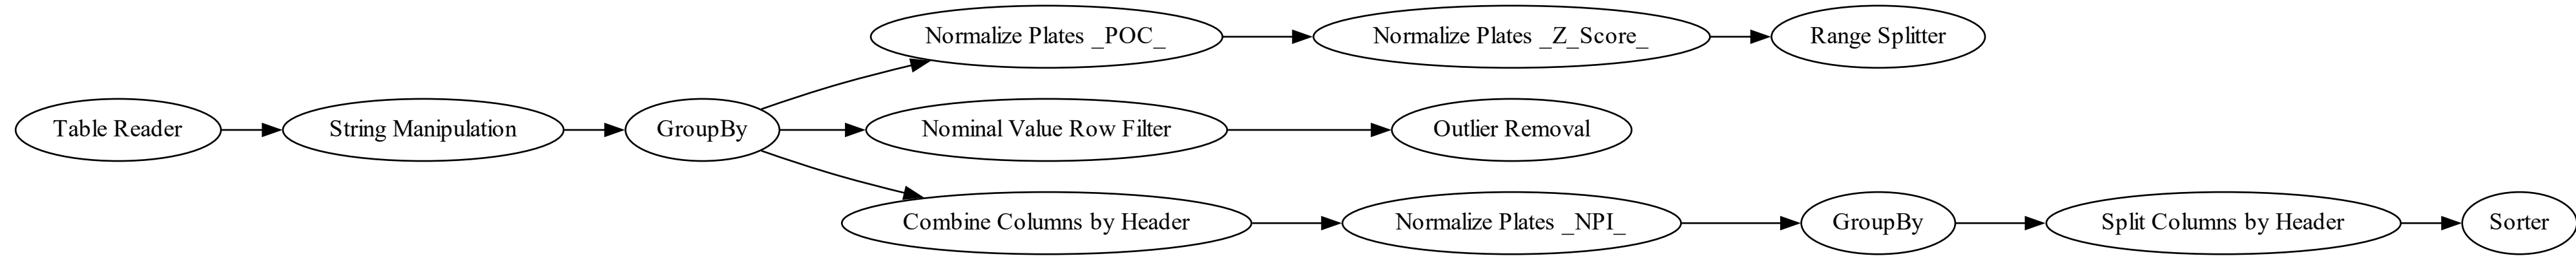 Normalize Plates _POC_
Normalize Plates _Z_Score_
Range Splitter
Table Reader
String Manipulation
GroupBy
Nominal Value Row Filter
Outlier Removal
Combine Columns by Header
Normalize Plates _NPI_
GroupBy
Split Columns by Header
Sorter